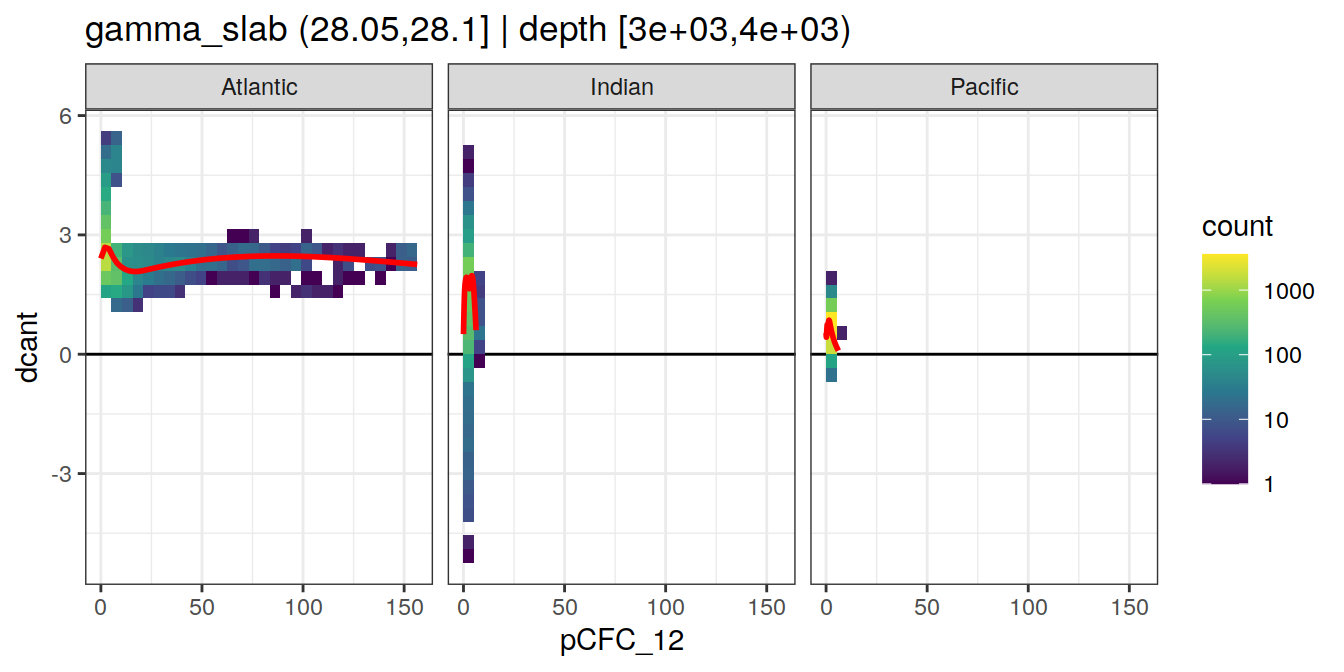 gamma_slab (28.05,28.1] | depth [3e+03,4e+03)
Atlantic Indian Pacific
dcant
6
3
0
-3
0 50 100 150 0 50 100 150 0 50 100 150
pCFC_12
count
1000
100
10
1